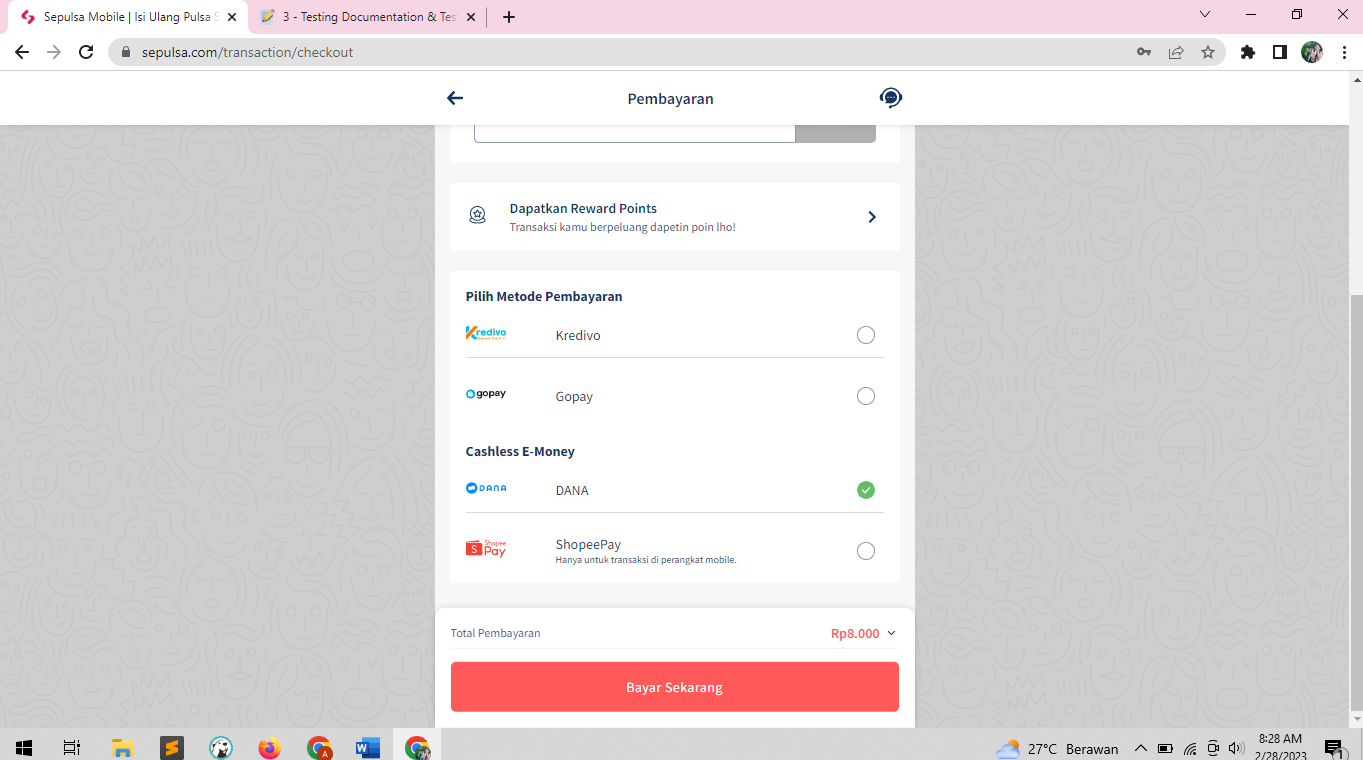 Sepulsa Mobile | Isi Ulang Pulsa S
3 - Testing Documentation & Tes
sepulsa.com/transaction/checkout
Pembayaran
Dapatkan Reward Points
Transaksi kamu berpeluang dapetin poin lho!
Pilih Metode Pembayaran
Kredivo
Kredivo
gopay
Gopay
Cashless E-Money
DANA
DANA
Shopee
Pay
ShopeePay
Hanya untuk transaksi di perangkat mobile.
Total Pembayaran
Rp8.000
Bayar Sekarang
27°C Berawan
8:28 AM
2/28/2023
1